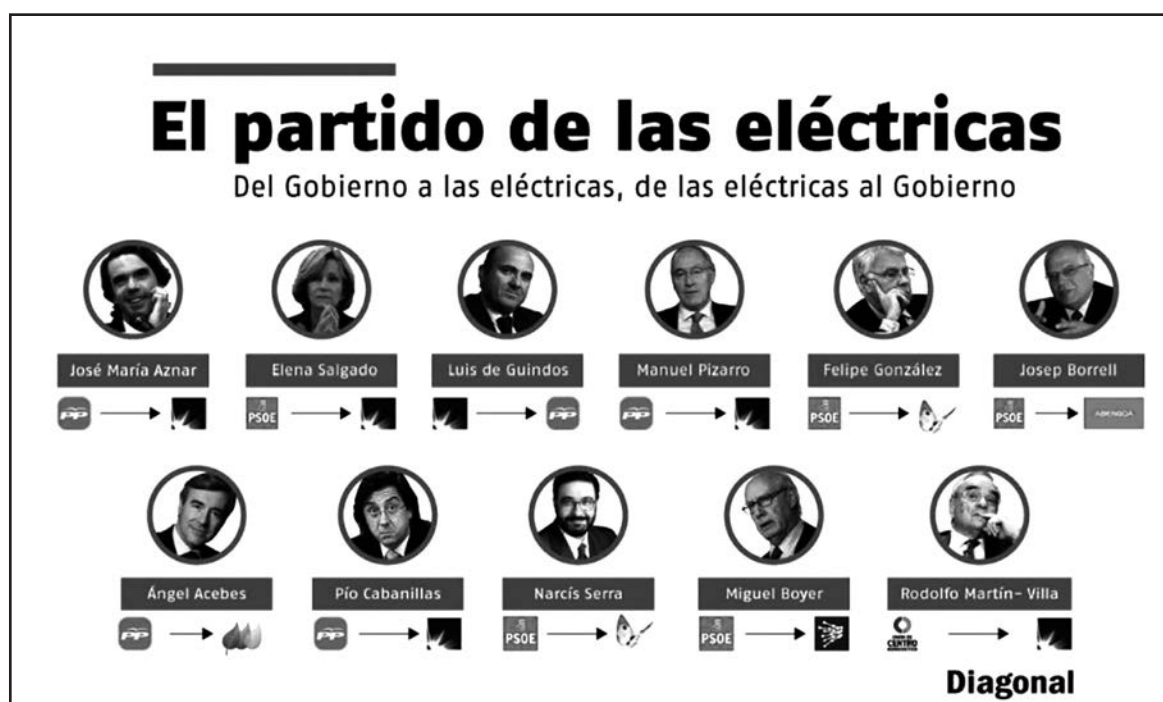 El partido de las eléctricas
Del Gobierno a las eléctricas, de las eléctricas al Gobierno
José María Aznar
Elena Salgado
Luis de Guindos
Manuel Pizarro
Felipe González
Josep Borrell
PP
PSOE
PP
PP
PSOE
PSOE
ABENGOA
Ángel Acebes
Pío Cabanillas
Narcís Serra
Miguel Boyer
Rodolfo Martín- Villa
PP
PP
PSOE
PSOE
CENTRO
Diagonal